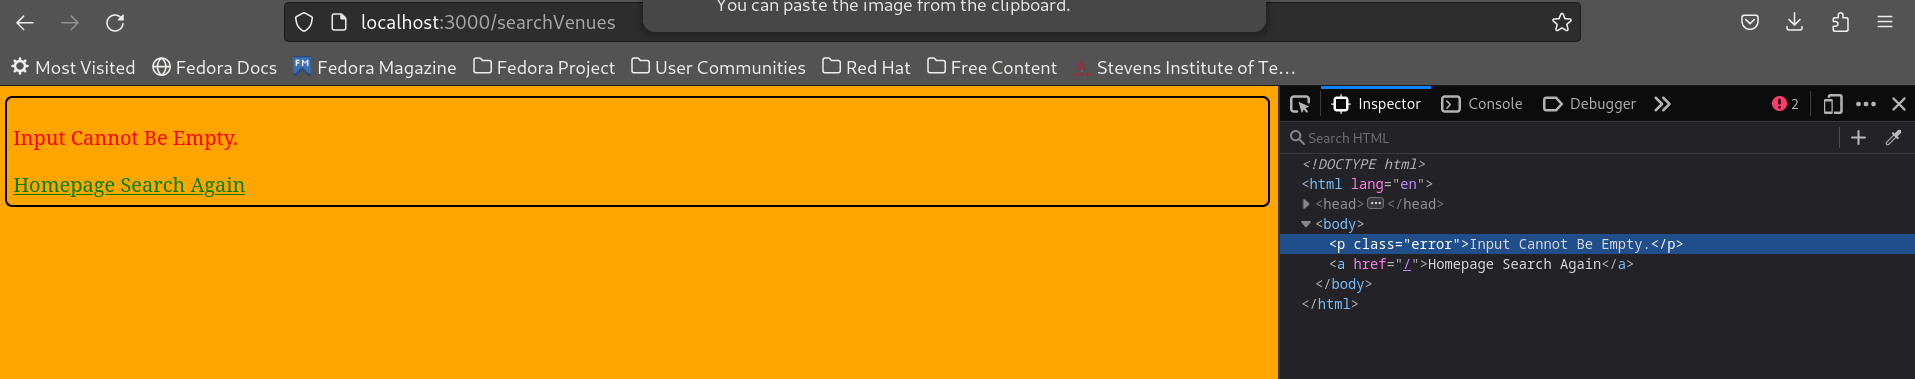 You can paste the image from the clipboard.
localhost:3000/searchVenues
Most Visited Fedora Docs FM Fedora Magazine Fedora Project User Communities Red Hat Free Content Stevens Institute of Te...
Inspector Console Debugger 2
Search HTML
Input Cannot Be Empty.
Homepage Search Again
<!DOCTYPE html>
<html lang="en">
<head>...</head>
<body>
<p class="error">Input Cannot Be Empty.</p>
<a href="/">Homepage Search Again</a>
</body>
</html>